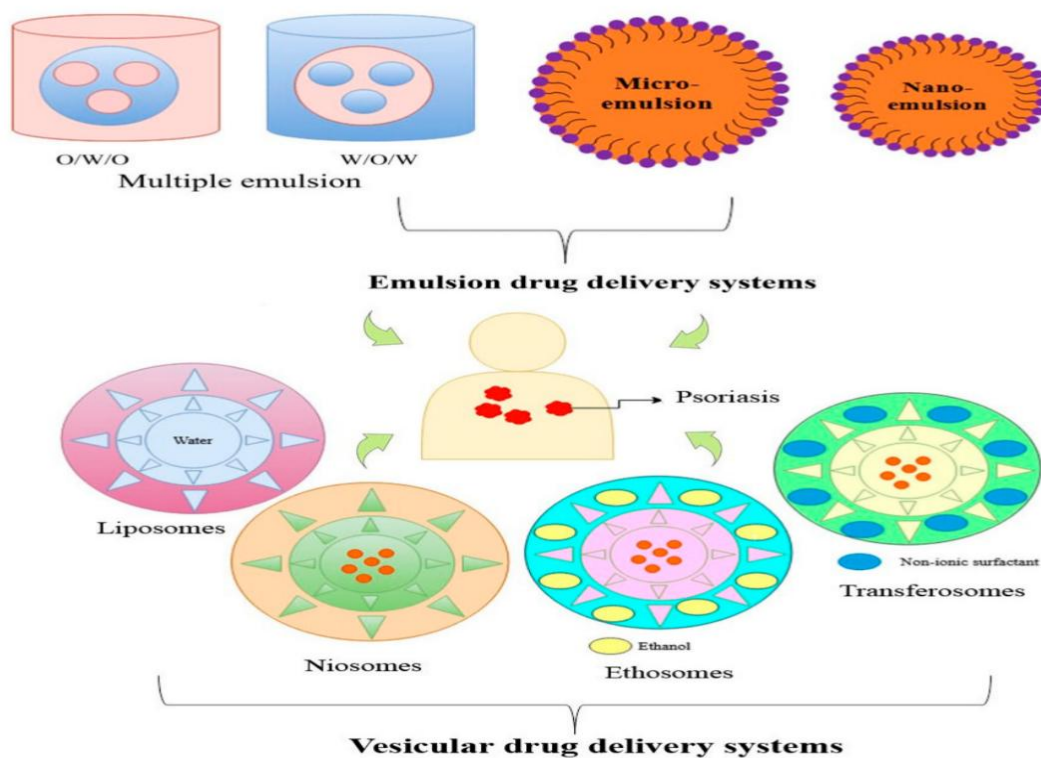 Micro-
emulsion
Nano-
emulsion
O/W/O
W/O/W
Multiple emulsion
Emulsion drug delivery systems
Psoriasis
Water
Liposomes
Non-ionic surfactant
Transferosomes
Ethanol
Niosomes
Ethosomes
Vesicular drug delivery systems